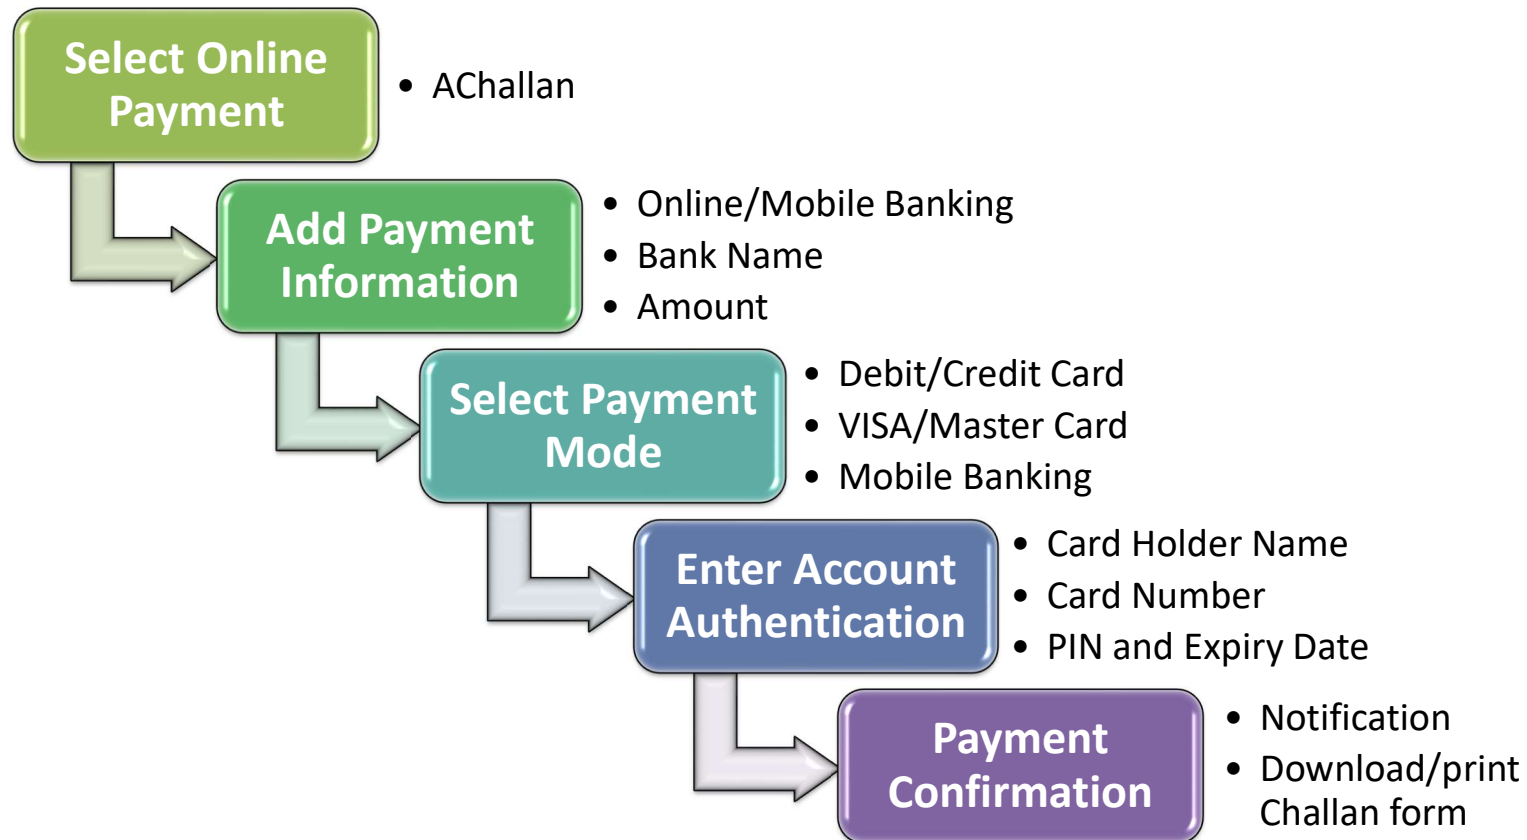 Select Online
Payment
• AChallan
Add Payment
Information
• Online/Mobile Banking
• Bank Name
• Amount
Select Payment
Mode
• Debit/Credit Card
• VISA/Master Card
• Mobile Banking
Enter Account
Authentication
• Card Holder Name
• Card Number
• PIN and Expiry Date
Payment
Confirmation
• Notification
• Download/print
Challan form